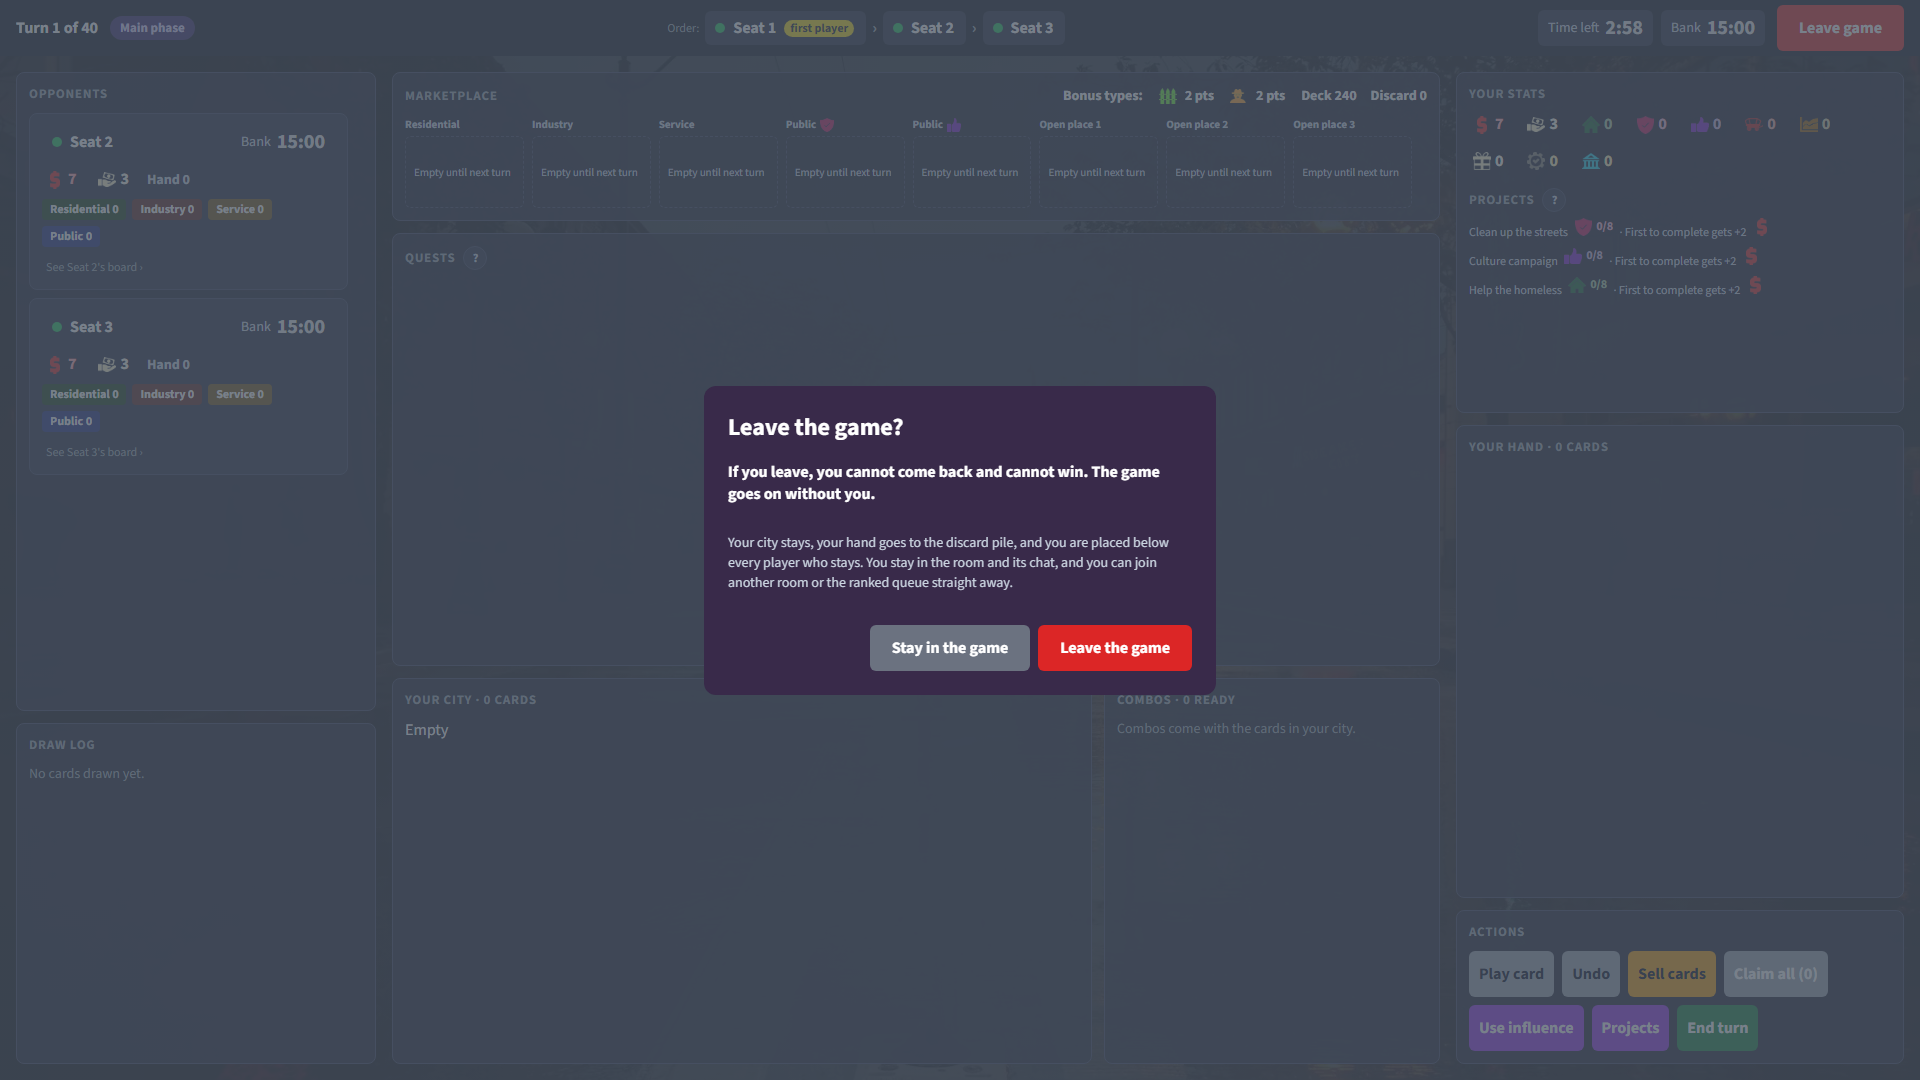 Turn 1 of 40
Main phase
Order:
Seat 1
first player
›
Seat 2
›
Seat 3
Time left 2:58
Bank 15:00
Leave game
OPPONENTS
Seat 2
Bank 15:00
7
3
Hand 0
Residential 0
Industry 0
Service 0
Public 0
See Seat 2's board ›
Seat 3
Bank 15:00
7
3
Hand 0
Residential 0
Industry 0
Service 0
Public 0
See Seat 3's board ›
DRAW LOG
No cards drawn yet.
MARKETPLACE
Bonus types:
2 pts
2 pts
Deck 240
Discard 0
Residential
Industry
Service
Public
Public
Open place 1
Open place 2
Open place 3
Empty until next turn
Empty until next turn
Empty until next turn
Empty until next turn
Empty until next turn
Empty until next turn
Empty until next turn
Empty until next turn
QUESTS
?
Leave the game?
If you leave, you cannot come back and cannot win. The game
goes on without you.
Your city stays, your hand goes to the discard pile, and you are placed below
every player who stays. You stay in the room and its chat, and you can join
another room or the ranked queue straight away.
Stay in the game
Leave the game
YOUR CITY · 0 CARDS
Empty
COMBOS · 0 READY
Combos come with the cards in your city.
YOUR STATS
7
3
0
0
0
0
0
0
0
0
PROJECTS
?
Clean up the streets 0/8 · First to complete gets +2
Culture campaign 0/8 · First to complete gets +2
Help the homeless 0/8 · First to complete gets +2
YOUR HAND · 0 CARDS
ACTIONS
Play card
Undo
Sell cards
Claim all (0)
Use influence
Projects
End turn